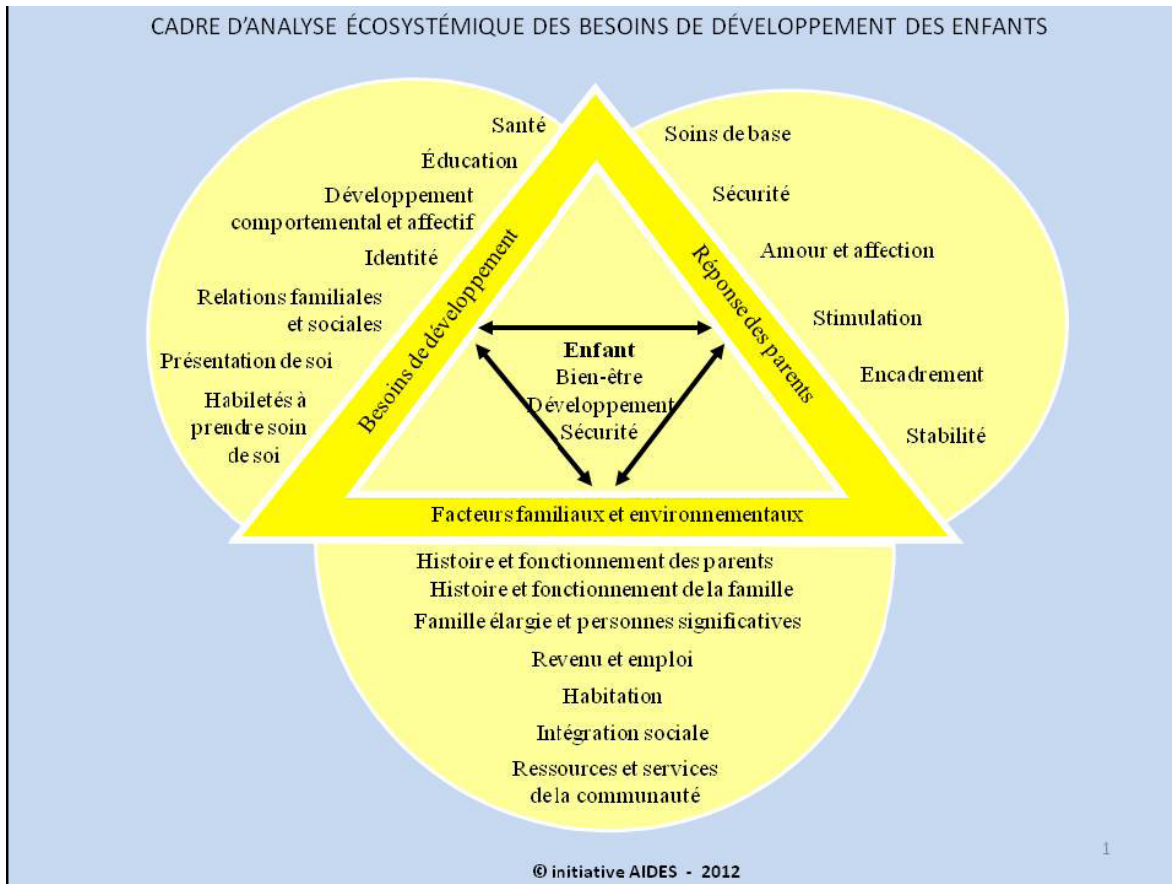 CADRE D'ANALYSE ÉCOSYSTÉMIQUE DES BESOINS DE DÉVELOPPEMENT DES ENFANTS
Santé
Éducation
Développement
comportemental et affectif
Identité
Relations familiales
et sociales
Présentation de soi
Habiletés à
prendre soin
de soi
Besoins de développement
Soins de base
Sécurité
Amour et affection
Stimulation
Encadrement
Stabilité
Réponse des parents
Enfant
Bien-être
Développement
Sécurité
Facteurs familiaux et environnementaux
Histoire et fonctionnement des parents
Histoire et fonctionnement de la famille
Famille élargie et personnes significatives
Revenu et emploi
Habitation
Intégration sociale
Ressources et services
de la communauté
1
© initiative AIDES - 2012